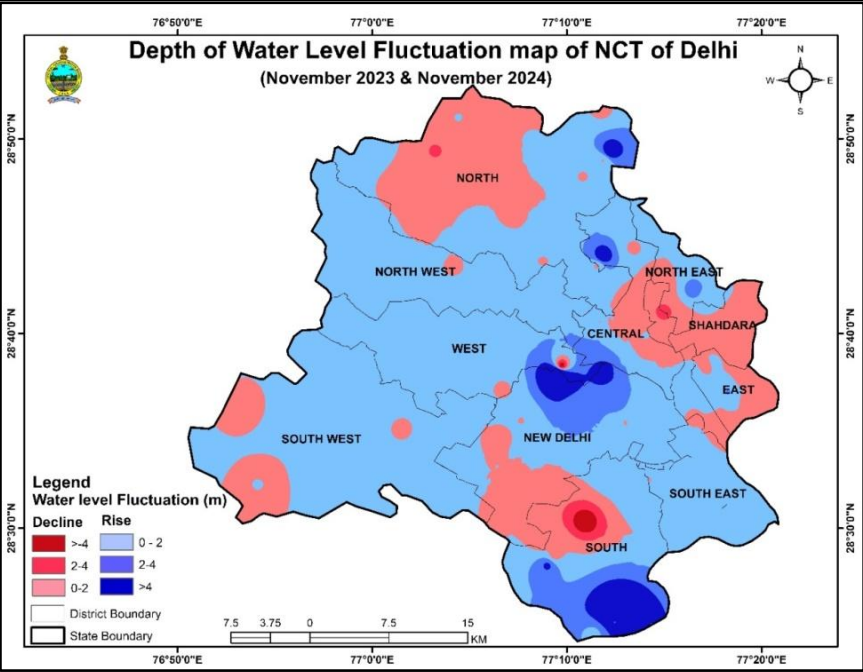 76°50'0"E 77°0'0"E 77°10'0"E 77°20'0"E
Depth of Water Level Fluctuation map of NCT of Delhi
(November 2023 & November 2024)
N
W E
S
28°50'0"N 28°50'0"N
NORTH
NORTH WEST
NORTH EAST
28°40'0"N 28°40'0"N
CENTRAL
SHAHDARA
WEST
EAST
SOUTH WEST
NEW DELHI
SOUTH EAST
28°30'0"N 28°30'0"N
SOUTH
Legend
Water level Fluctuation (m)
Decline Rise
>-4 0 - 2
2-4 2-4
0-2 >4
District Boundary
State Boundary
7.5 3.75 0 7.5 15
KM
76°50'0"E 77°0'0"E 77°10'0"E 77°20'0"E